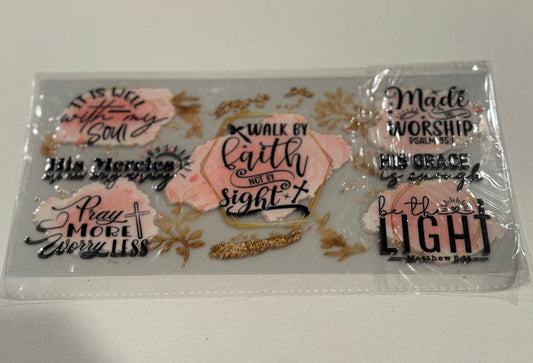 IT IS WELL
with my
SOUL
His Mercies
Pray
MORE
Worry LESS
WALK BY
faith
NOT BY
sight
Made
to
WORSHIP
PSALM 95:1
HIS GRACE
is enough
be the
LIGHT
Matthew 5:14